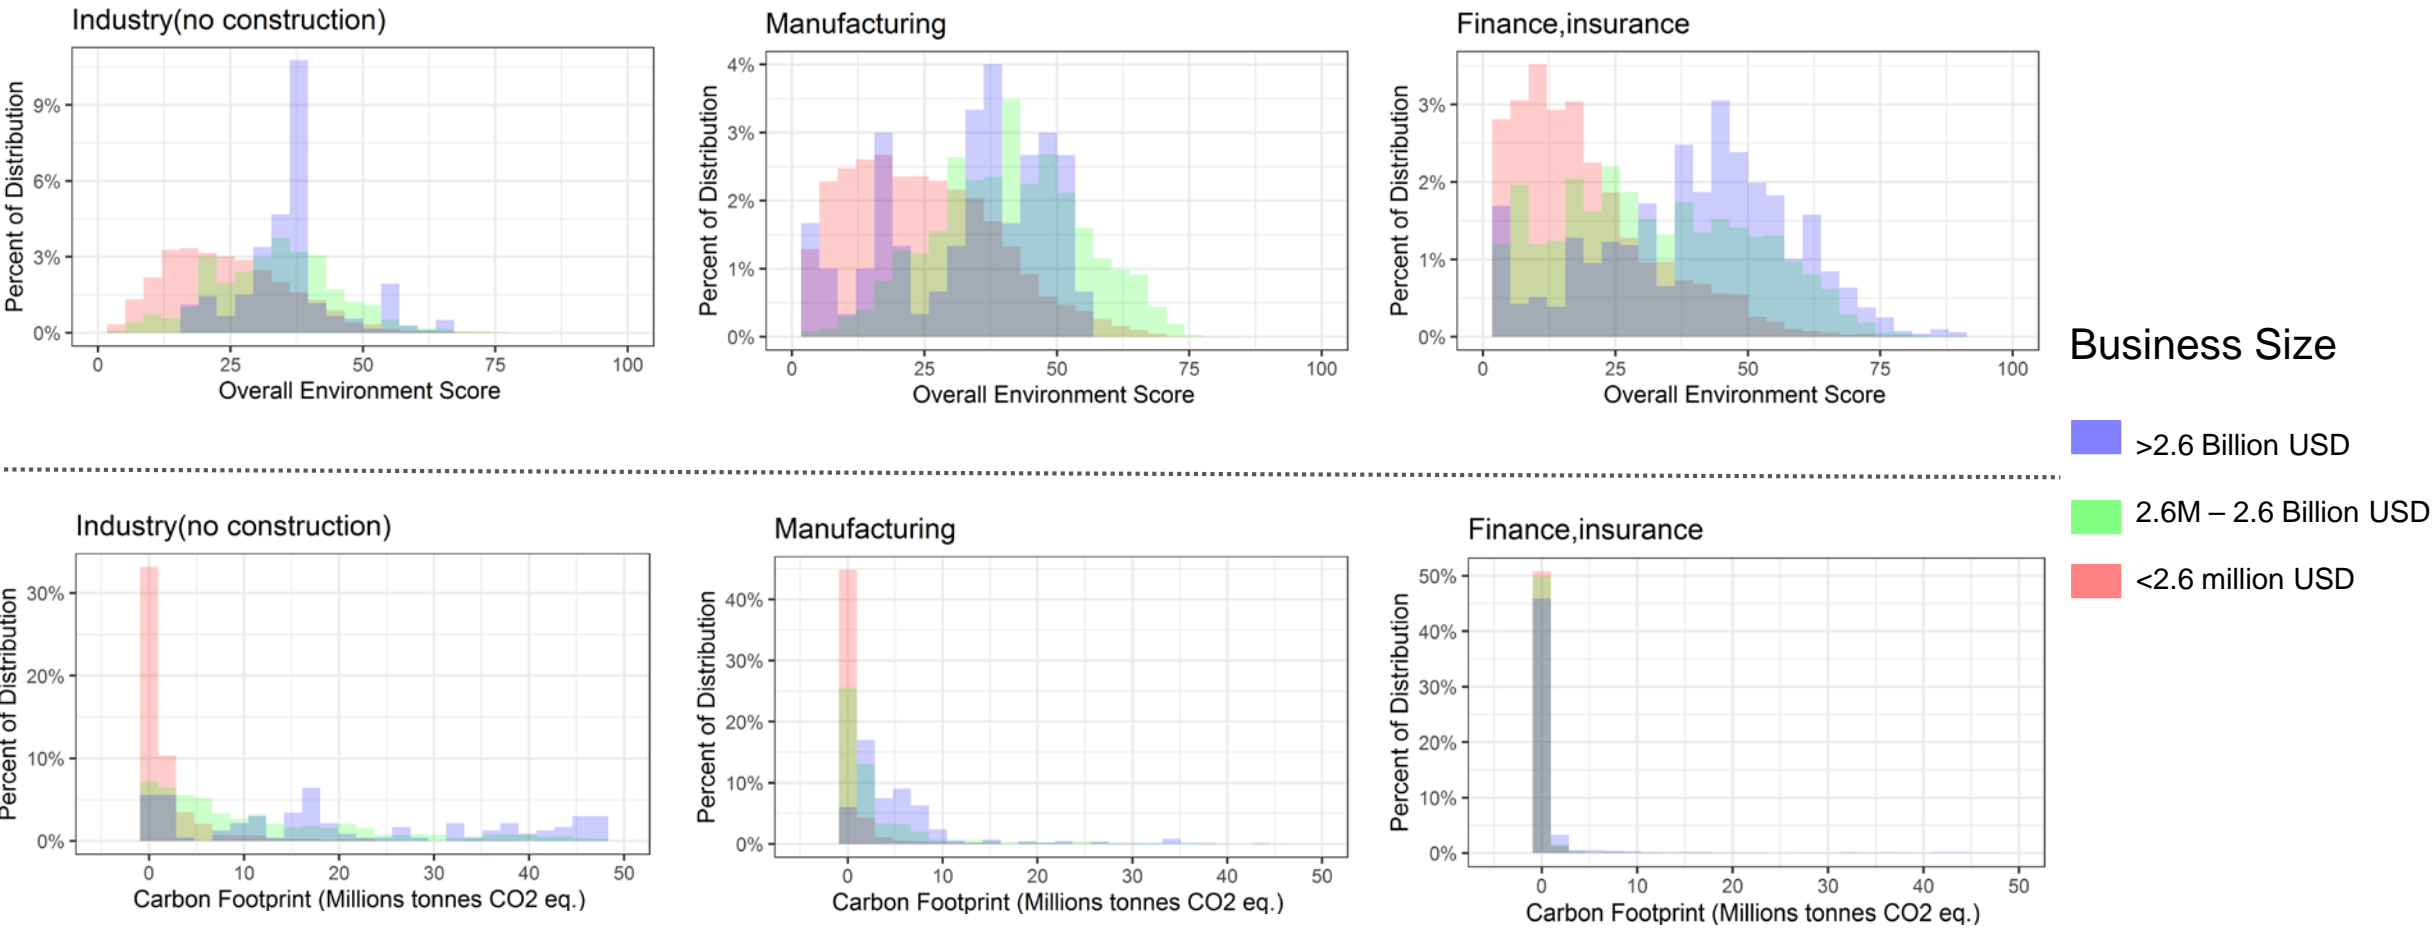 Industry(no construction)
Percent of Distribution
9%
6%
3%
0%
0 25 50 75 100
Overall Environment Score
Manufacturing
Percent of Distribution
4%
3%
2%
1%
0%
0 25 50 75 100
Overall Environment Score
Finance,insurance
Percent of Distribution
3%
2%
1%
0%
0 25 50 75 100
Overall Environment Score
Business Size
>2.6 Billion USD
2.6M – 2.6 Billion USD
<2.6 million USD
Industry(no construction)
Percent of Distribution
30%
20%
10%
0%
0 10 20 30 40 50
Carbon Footprint (Millions tonnes CO2 eq.)
Manufacturing
Percent of Distribution
40%
30%
20%
10%
0%
0 10 20 30 40 50
Carbon Footprint (Millions tonnes CO2 eq.)
Finance,insurance
Percent of Distribution
50%
40%
30%
20%
10%
0%
0 10 20 30 40 50
Carbon Footprint (Millions tonnes CO2 eq.)